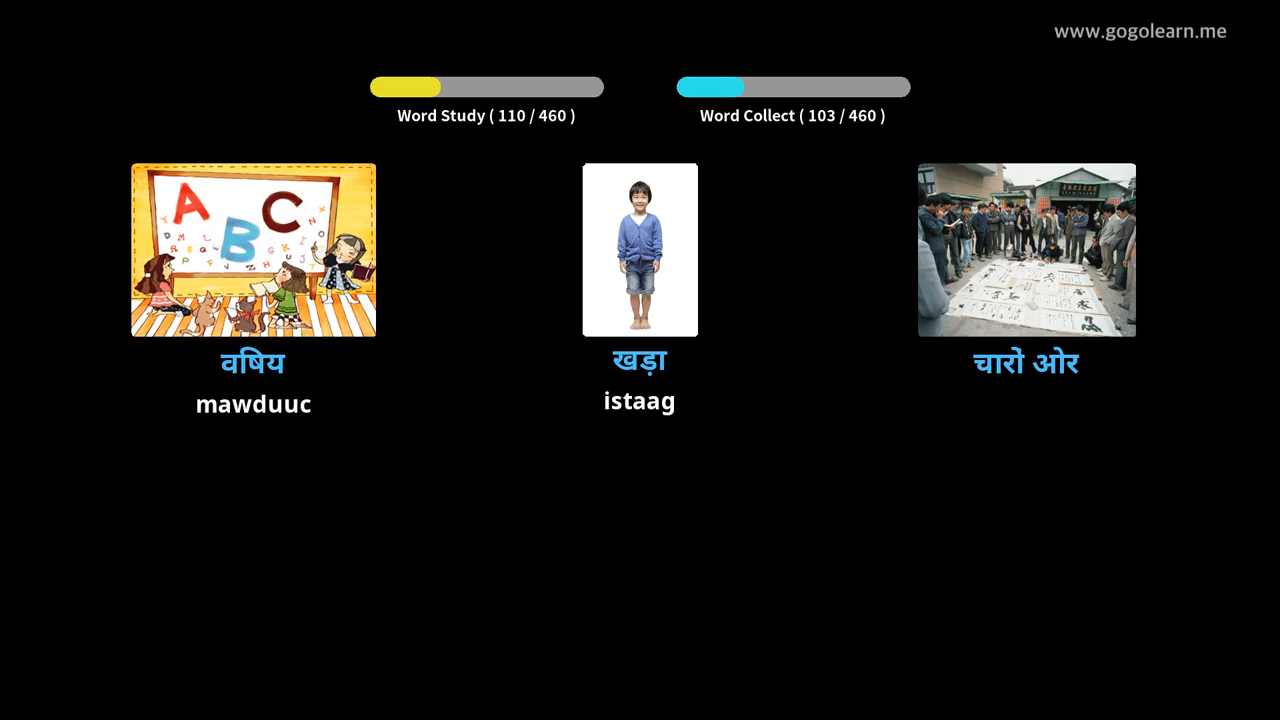 www.gogolearn.me
Word Study ( 110 / 460 )
Word Collect ( 103 / 460 )
A
B
C
वषिय
खड़ा
चारों ओर
mawduuc
istaag